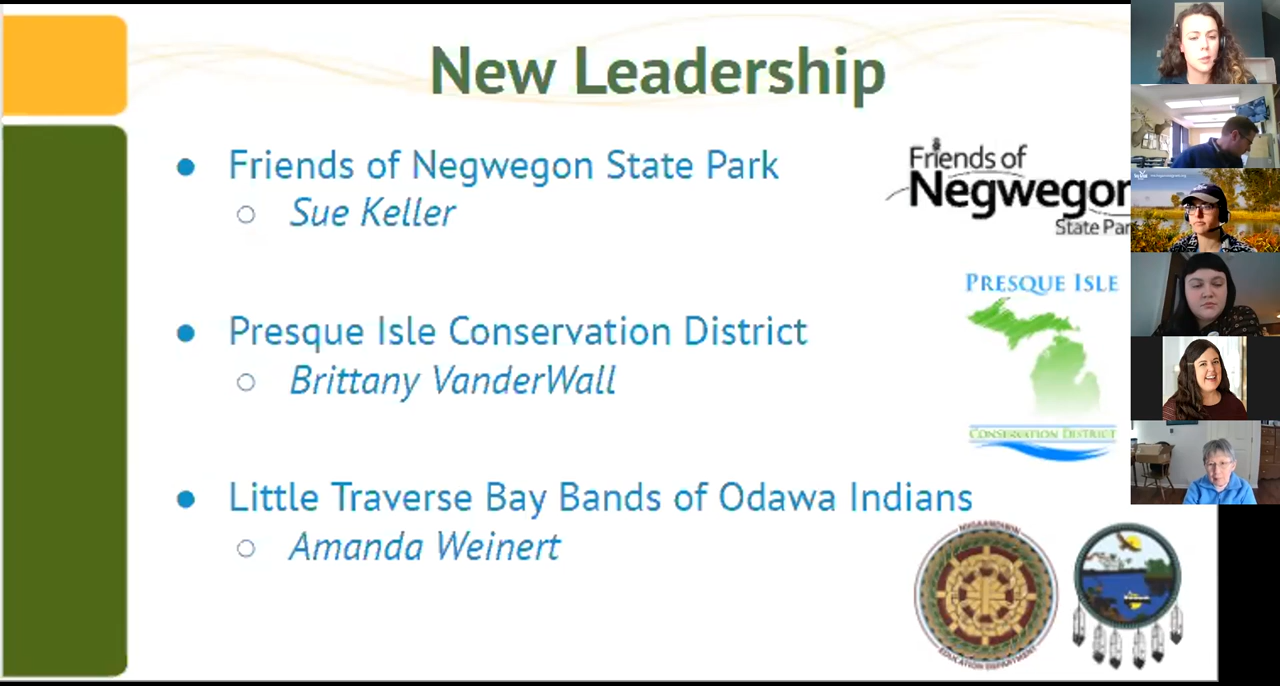 New Leadership
Friends of Negwegon State Park
Sue Keller
Friends of
Negwegon
State Par
Presque Isle Conservation District
Brittany VanderWall
PRESQUE ISLE
CONSERVATION DISTRICT
Little Traverse Bay Bands of Odawa Indians
Amanda Weinert
EDUCATION DEPARTMENT